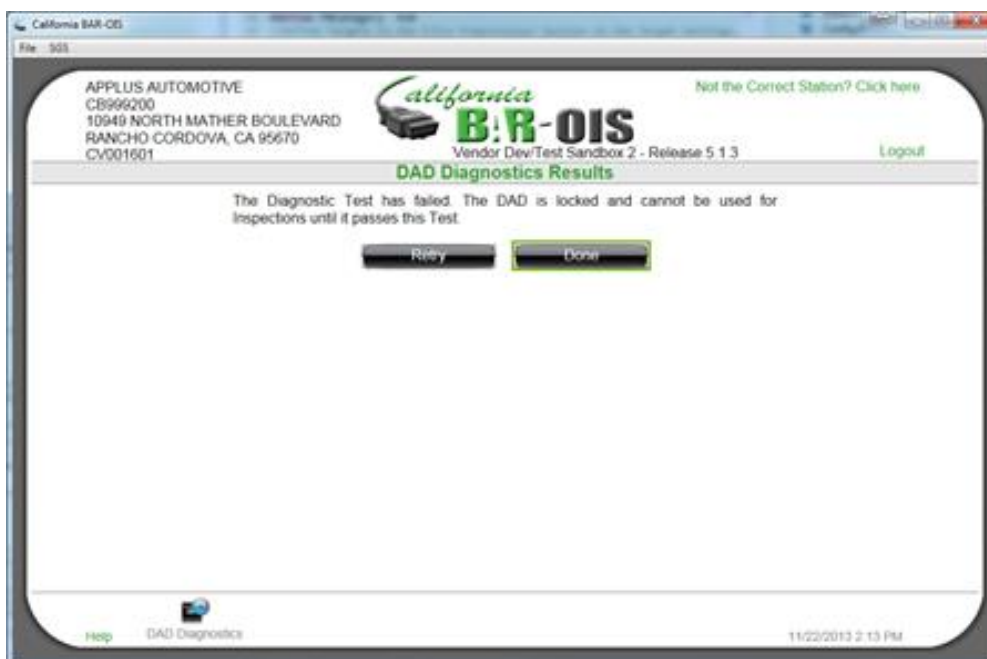 California BAR-OIS
File SGS
APPLUS AUTOMOTIVE
CB999200
10949 NORTH MATHER BOULEVARD
RANCHO CORDOVA, CA 95670
CV001601
California
BAR-OIS
Vendor Dev/Test Sandbox 2 - Release 5.1.3
Not the Correct Station? Click here
Logout
DAD Diagnostics Results
The Diagnostic Test has failed. The DAD is locked and cannot be used for
Inspections until it passes this Test.
Retry Done
Help DAD Diagnostics 11/22/2013 2:13 PM